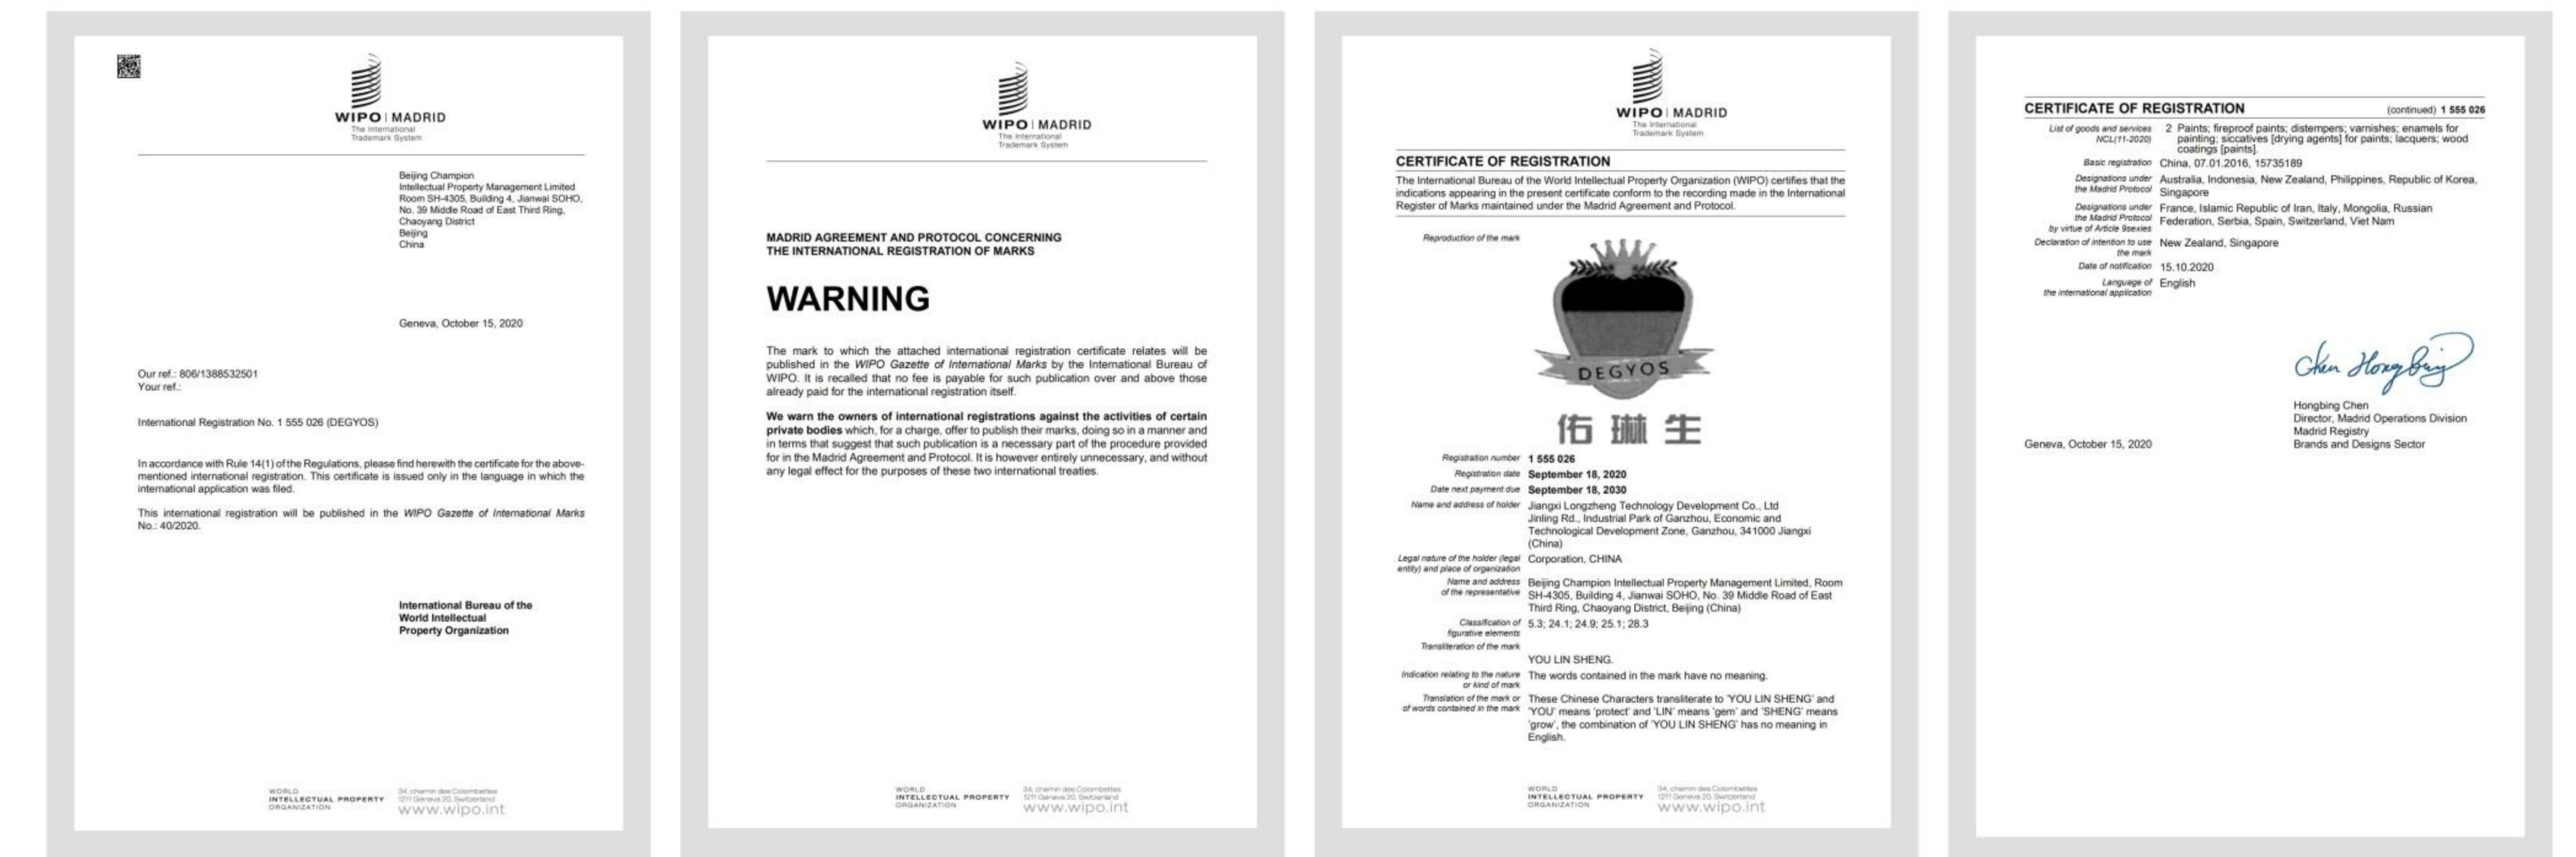 WIPO | MADRID
The International
Trademark System
Beijing Champion
Intellectual Property Management Limited
Room SH-4305, Building 4, Jianwai SOHO,
No. 39 Middle Road of East Third Ring,
Chaoyang District
Beijing
China
Geneva, October 15, 2020
Our ref.: 806/1388532501
Your ref.:
International Registration No. 1 555 026 (DEGYOS)
In accordance with Rule 14(1) of the Regulations, please find herewith the certificate for the above-
mentioned international registration. This certificate is issued only in the language in which the
international application was filed.
This international registration will be published in the WIPO Gazette of International Marks
No.: 40/2020.
International Bureau of the
World Intellectual
Property Organization
WORLD
INTELLECTUAL PROPERTY
ORGANIZATION
34, chemin des Colombettes
1211 Geneva 20, Switzerland
www.wipo.int
WIPO | MADRID
The International
Trademark System
MADRID AGREEMENT AND PROTOCOL CONCERNING
THE INTERNATIONAL REGISTRATION OF MARKS
WARNING
The mark to which the attached international registration certificate relates will be
published in the WIPO Gazette of International Marks by the International Bureau of
WIPO. It is recalled that no fee is payable for such publication over and above those
already paid for the international registration itself.
We warn the owners of international registrations against the activities of certain
private bodies which, for a charge, offer to publish their marks, doing so in a manner and
in terms that suggest that such publication is a necessary part of the procedure provided
for in the Madrid Agreement and Protocol. It is however entirely unnecessary, and without
any legal effect for the purposes of these two international treaties.
WORLD
INTELLECTUAL PROPERTY
ORGANIZATION
34, chemin des Colombettes
1211 Geneva 20, Switzerland
www.wipo.int
WIPO | MADRID
The International
Trademark System
CERTIFICATE OF REGISTRATION
The International Bureau of the World Intellectual Property Organization (WIPO) certifies that the
indications appearing in the present certificate conform to the recording made in the International
Register of Marks maintained under the Madrid Agreement and Protocol.
Reproduction of the mark
DEGYOS
佑琳生
Registration number 1 555 026
Registration date September 18, 2020
Date next payment due September 18, 2030
Name and address of holder Jiangxi Longzheng Technology Development Co., Ltd
Jinling Rd., Industrial Park of Ganzhou, Economic and
Technological Development Zone, Ganzhou, 341000 Jiangxi
(China)
Legal nature of the holder (legal Corporation, CHINA
entity) and place of organization
Name and address Beijing Champion Intellectual Property Management Limited, Room
of the representative SH-4305, Building 4, Jianwai SOHO, No. 39 Middle Road of East
Third Ring, Chaoyang District, Beijing (China)
Classification of 5.3; 24.1; 24.9; 25.1; 28.3
figurative elements
Transliteration of the mark
YOU LIN SHENG.
Indication relating to the nature The words contained in the mark have no meaning.
or kind of mark
Translation of the mark or These Chinese Characters transliterate to 'YOU LIN SHENG' and
of words contained in the mark 'YOU' means 'protect' and 'LIN' means 'gem' and 'SHENG' means
'grow', the combination of 'YOU LIN SHENG' has no meaning in
English.
WORLD
INTELLECTUAL PROPERTY
ORGANIZATION
34, chemin des Colombettes
1211 Geneva 20, Switzerland
www.wipo.int
CERTIFICATE OF REGISTRATION (continued) 1 555 026
List of goods and services 2 Paints; fireproof paints; distempers; varnishes; enamels for
NCL(11-2020) painting; siccatives [drying agents] for paints; lacquers; wood
coatings [paints].
Basic registration China, 07.01.2016, 15735189
Designations under Australia, Indonesia, New Zealand, Philippines, Republic of Korea,
the Madrid Protocol Singapore
Designations under France, Islamic Republic of Iran, Italy, Mongolia, Russian
the Madrid Protocol Federation, Serbia, Spain, Switzerland, Viet Nam
by virtue of Article 9sexies
Declaration of intention to use New Zealand, Singapore
the mark
Date of notification 15.10.2020
Language of English
the international application
Chen Hongbing
Hongbing Chen
Director, Madrid Operations Division
Madrid Registry
Geneva, October 15, 2020 Brands and Designs Sector